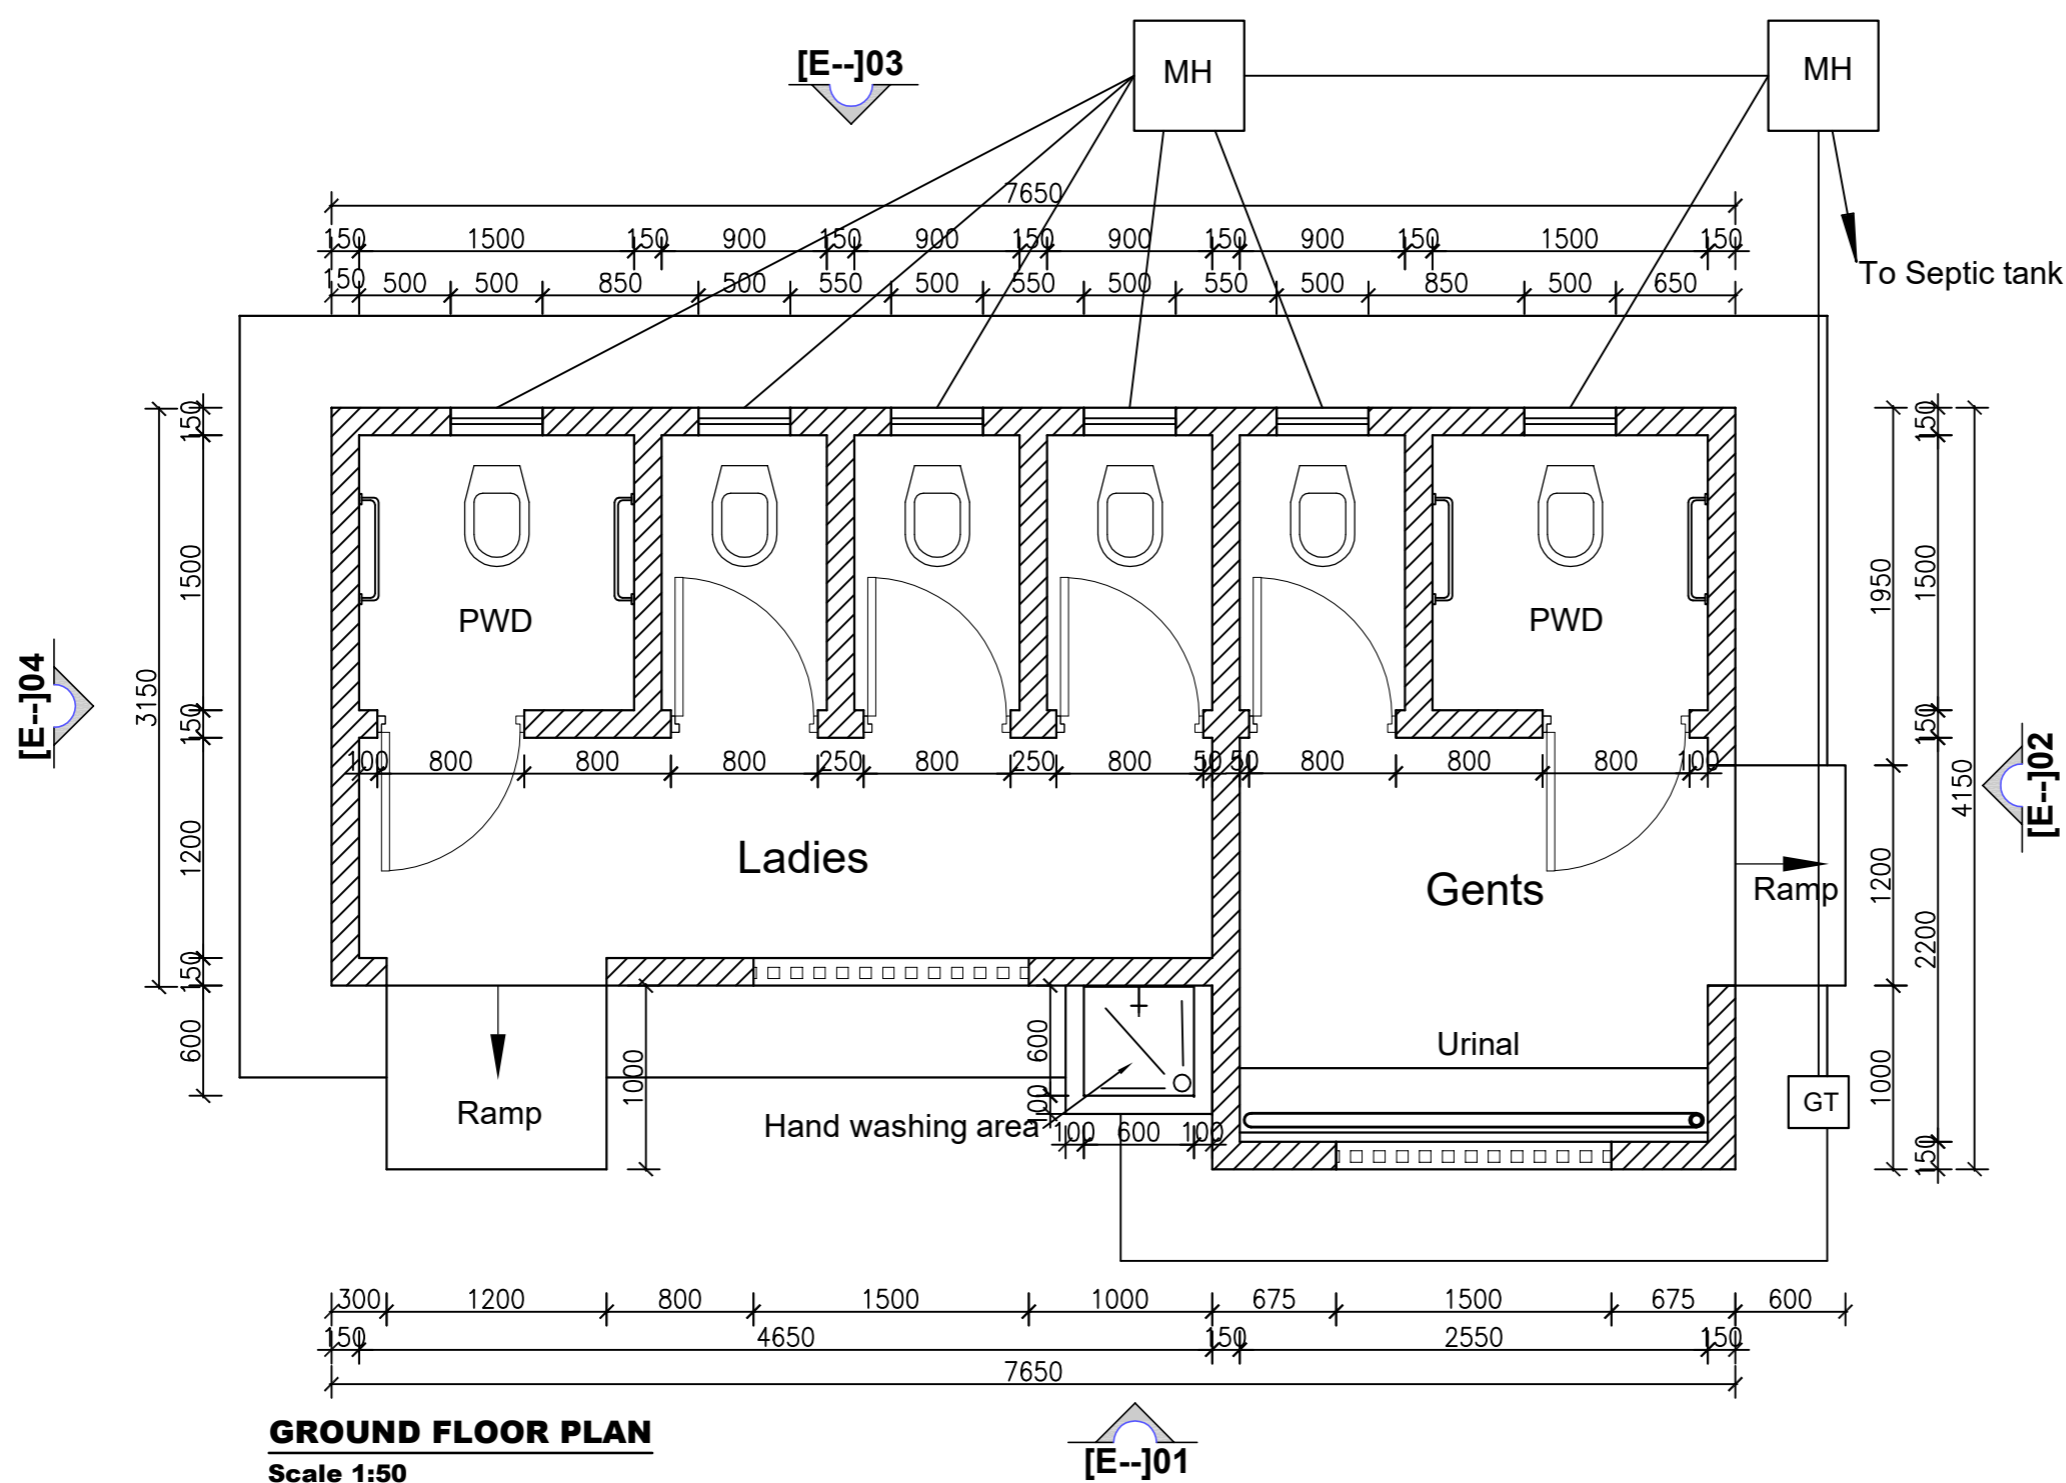 [E--]03
MH
MH
7650
150 1500 150 900 150 900 150 900 150 900 150 1500 150
150 500 500 850 500 550 500 550 500 550 500 850 500 650
To Septic tank
150
1500
150
1200
150
600
3150
[E--]04
PWD
PWD
150
1500
150
2200
150
1950
1200
1000
4150
[E--]02
100 800 800 800 250 800 250 800 50 50 800 800 800 100
Ladies
Gents
Ramp
Urinal
Ramp
1000
600
100
Hand washing area
100 600 100
GT
300 1200 800 1500 1000 675 1500 675 600
150 4650 150 2550 150
7650
GROUND FLOOR PLAN
Scale 1:50
[E--]01